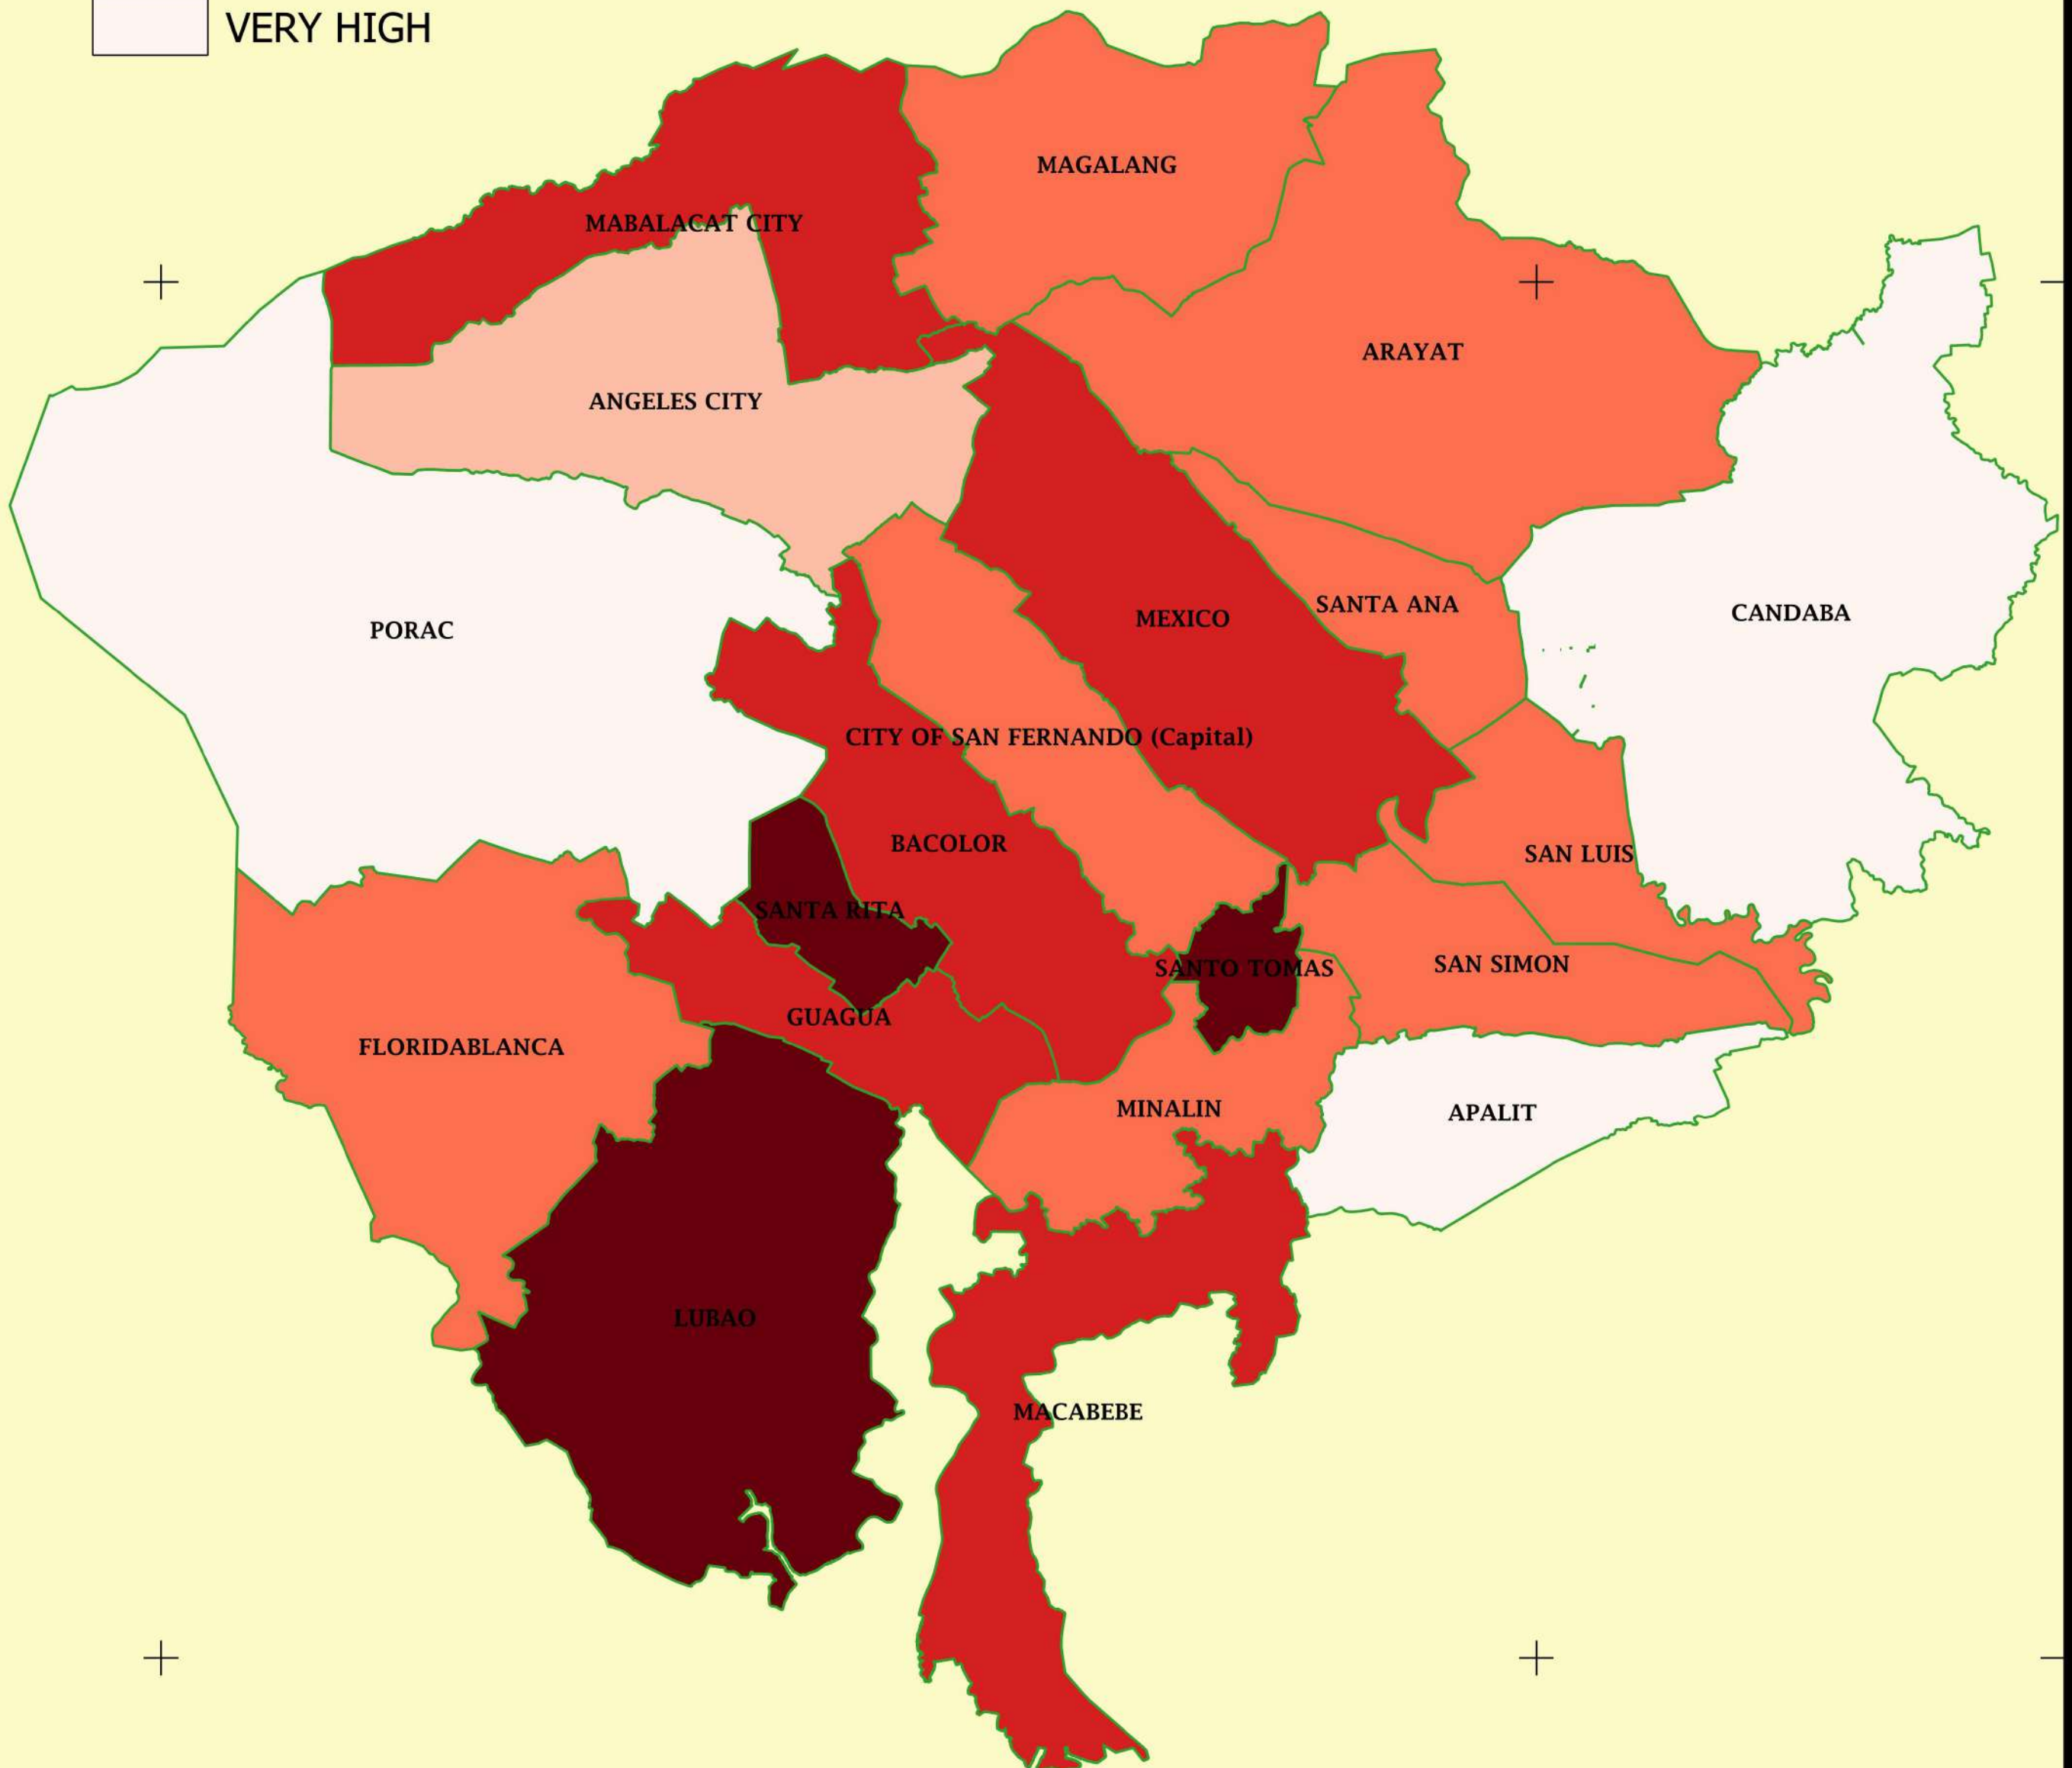 VERY HIGH
MAGALANG
MABALACAT CITY
ARAYAT
ANGELES CITY
SANTA ANA
CANDABA
MEXICO
PORAC
CITY OF SAN FERNANDO (Capital)
BACOLOR
SAN LUIS
SANTA RITA
SAN SIMON
SANTO TOMAS
GUAGUA
FLORIDABLANCA
MINALIN
APALIT
LUBAO
MACABEBE